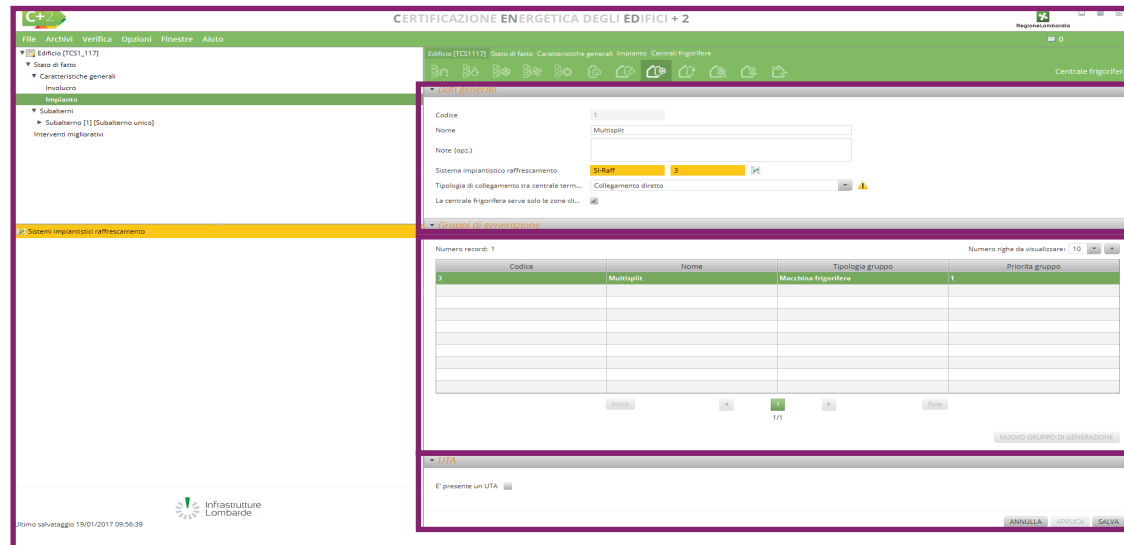 C+2
CERTIFICAZIONE ENERGETICA DEGLI EDIFICI + 2
RegioneLombardia
File Archivi Verifica Opzioni Finestre Aiuto
0
Edificio [TCS1_117]
Stato di fatto
Caratteristiche generali
Involucro
Impianto
Subalterni
Subalterno [1] [Subalterno unico]
Interventi migliorativi
Sistemi impiantistici raffrescamento
Infrastrutture
Lombarde
Ultimo salvataggio 19/01/2017 09:56:39
Edificio [TCS1117] Stato di fatto Caratteristiche generali Impianto Centrali frigorifere
Centrale frigorifera
Dati generali
Codice 1
Nome Multisplit
Note (opz.)
Sistema impiantistico raffrescamento SI-Raff 3
Tipologia di collegamento tra centrale term... Collegamento diretto
La centrale frigorifera serve solo le zone cli...
Gruppi di generazione
Numero record: 1 Numero righe da visualizzare: 10
Codice Nome Tipologia gruppo Priorita gruppo
3 Multisplit Macchina frigorifera 1
Inizio 1 Fine
1/1
NUOVO GRUPPO DI GENERAZIONE
UTA
E' presente un UTA
ANNULLA APPLICA SALVA